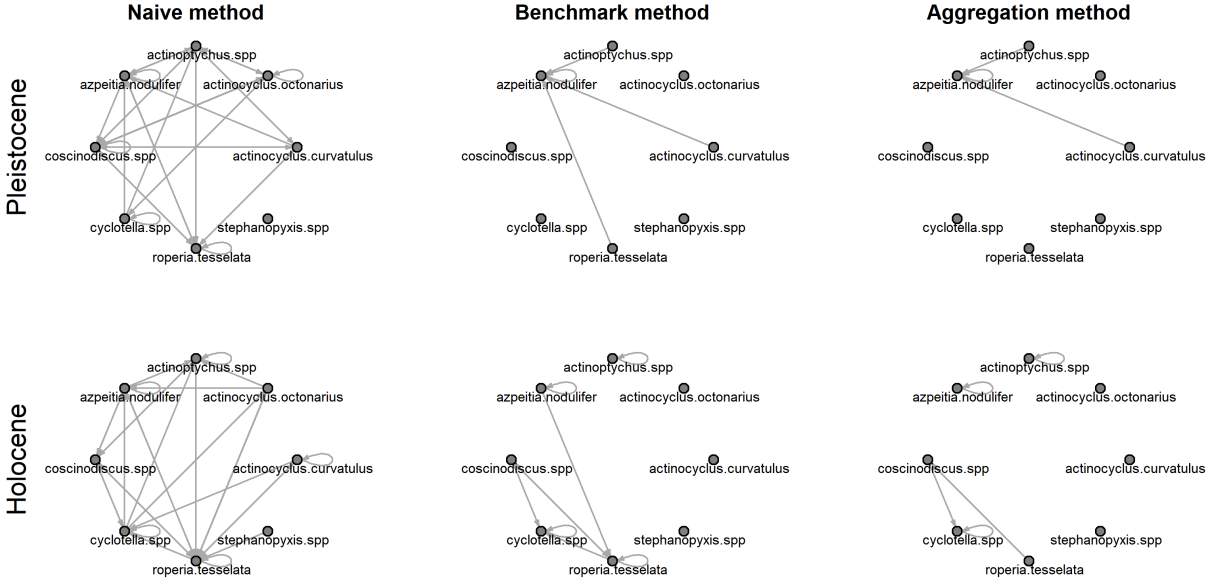 Naive method
Benchmark method
Aggregation method
Pleistocene
actinoptychus.spp
azpeitia.nodulifer
actinocyclus.octonarius
coscinodiscus.spp
actinocyclus.curvatulus
cyclotella.spp
stephanopyxis.spp
roperia.tesselata
actinoptychus.spp
azpeitia.nodulifer
actinocyclus.octonarius
coscinodiscus.spp
actinocyclus.curvatulus
cyclotella.spp
stephanopyxis.spp
roperia.tesselata
actinoptychus.spp
azpeitia.nodulifer
actinocyclus.octonarius
coscinodiscus.spp
actinocyclus.curvatulus
cyclotella.spp
stephanopyxis.spp
roperia.tesselata
Holocene
actinoptychus.spp
azpeitia.nodulifer
actinocyclus.octonarius
coscinodiscus.spp
actinocyclus.curvatulus
cyclotella.spp
stephanopyxis.spp
roperia.tesselata
actinoptychus.spp
azpeitia.nodulifer
actinocyclus.octonarius
coscinodiscus.spp
actinocyclus.curvatulus
cyclotella.spp
stephanopyxis.spp
roperia.tesselata
actinoptychus.spp
azpeitia.nodulifer
actinocyclus.octonarius
coscinodiscus.spp
actinocyclus.curvatulus
cyclotella.spp
stephanopyxis.spp
roperia.tesselata